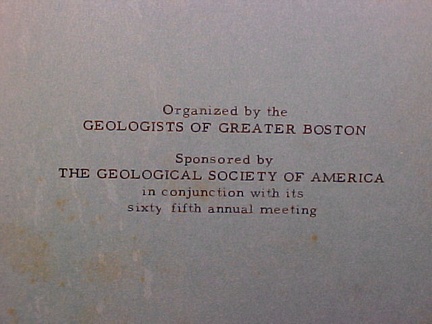 Organized by the
GEOLOGISTS OF GREATER BOSTON
Sponsored by
THE GEOLOGICAL SOCIETY OF AMERICA
in conjunction with its
sixty fifth annual meeting